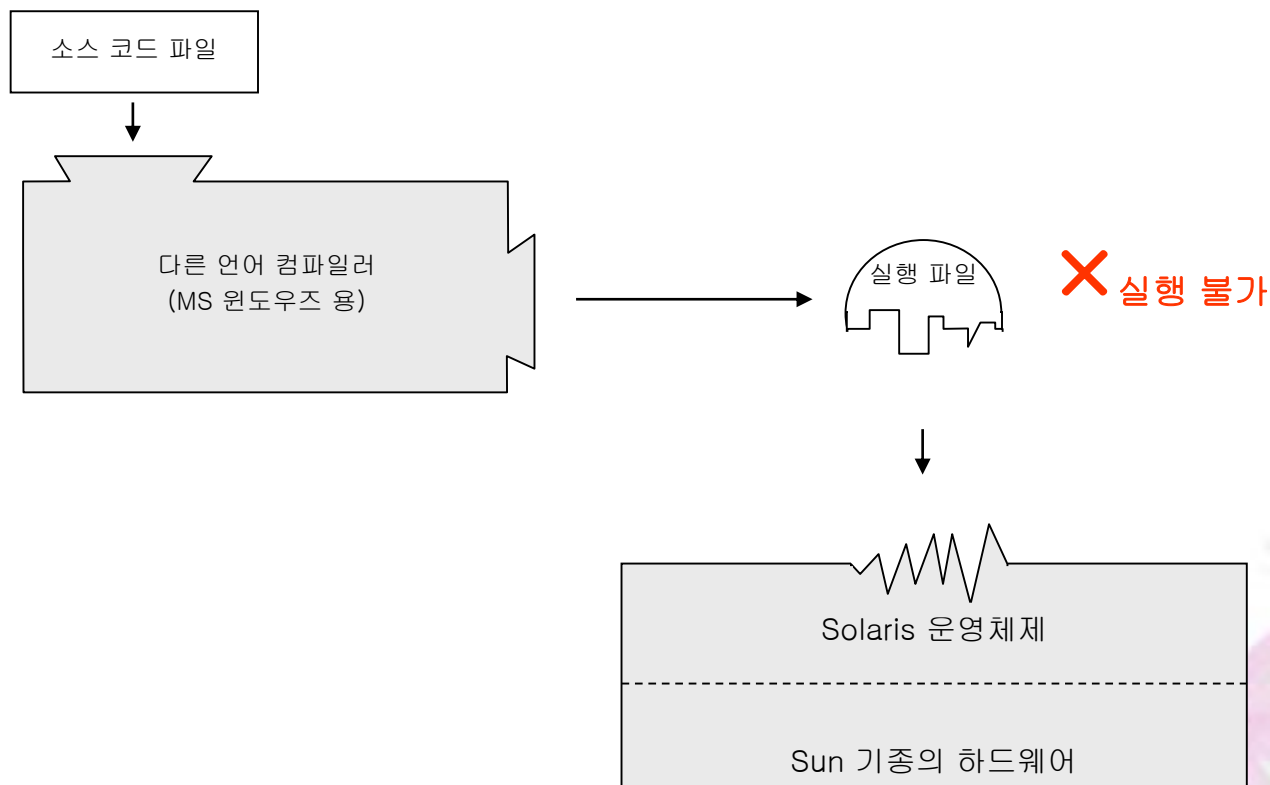 소스 코드 파일
다른 언어 컴파일러
(MS 윈도우즈 용)
실행 파일
실행 불가
Solaris 운영체제
Sun 기종의 하드웨어